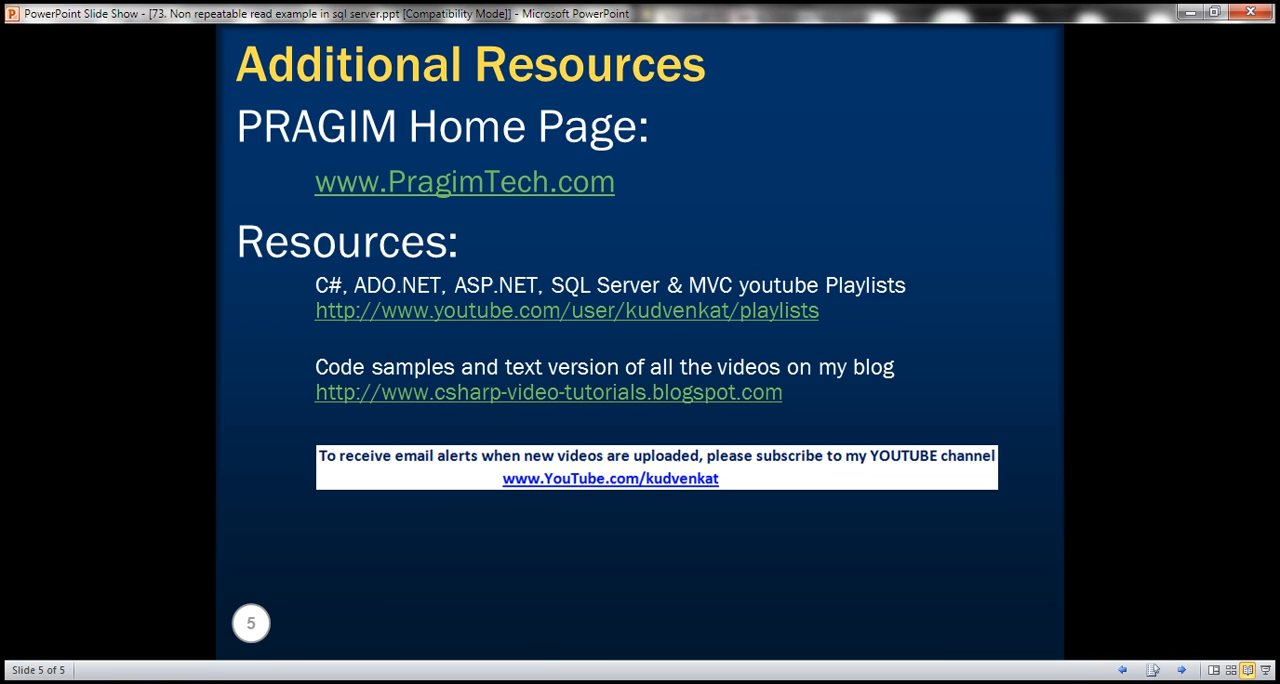 PowerPoint Slide Show - [73. Non repeatable read example in sql server.ppt [Compatibility Mode]] - Microsoft PowerPoint
Additional Resources
PRAGIM Home Page:
www.PragimTech.com
Resources:
C#, ADO.NET, ASP.NET, SQL Server & MVC youtube Playlists
http://www.youtube.com/user/kudvenkat/playlists
Code samples and text version of all the videos on my blog
http://www.csharp-video-tutorials.blogspot.com
To receive email alerts when new videos are uploaded, please subscribe to my YOUTUBE channel
www.YouTube.com/kudvenkat
5
Slide 5 of 5